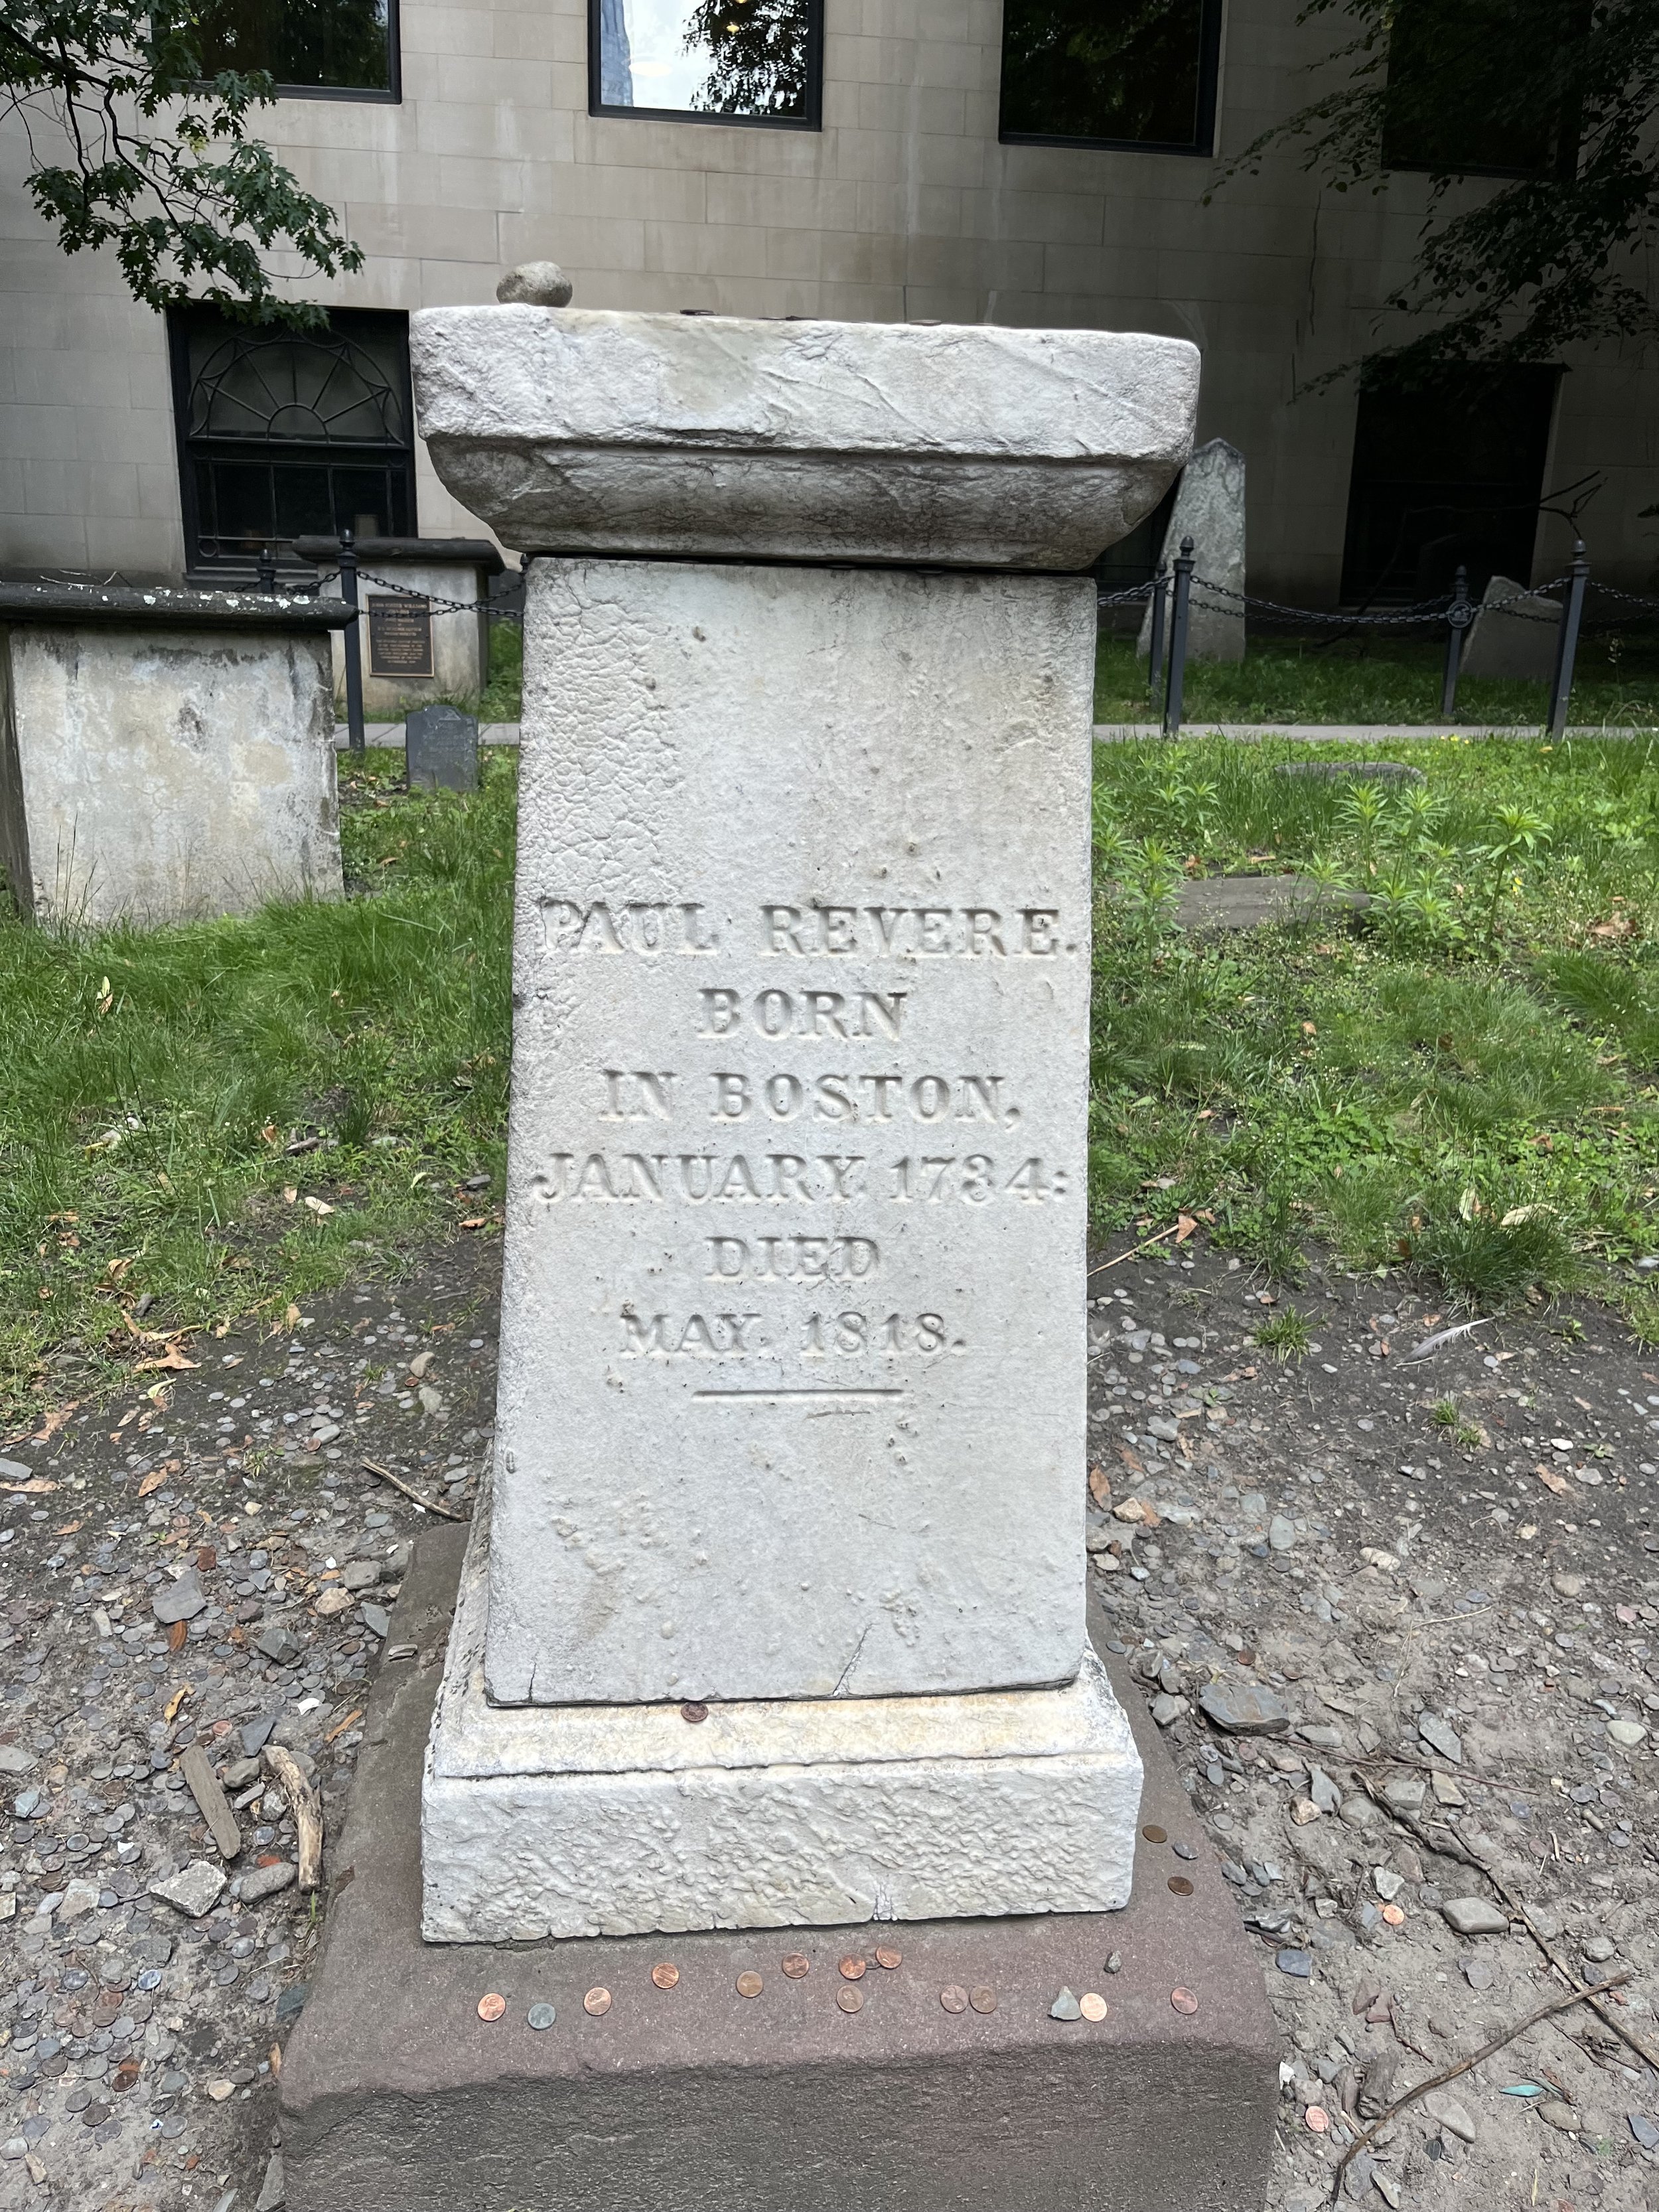 PAUL REVERE.
BORN
IN BOSTON,
JANUARY. 1734:
DIED
MAY. 1818.